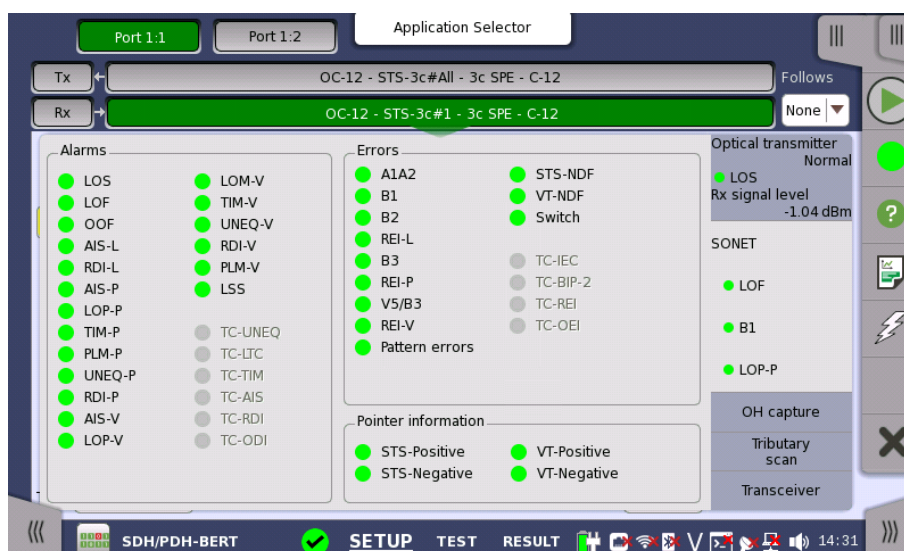 Port 1:1
Port 1:2
Application Selector
Tx
OC-12 - STS-3c#All - 3c SPE - C-12
Follows
Rx
OC-12 - STS-3c#1 - 3c SPE - C-12
None
Alarms
LOS
LOF
OOF
AIS-L
RDI-L
AIS-P
LOP-P
TIM-P
PLM-P
UNEQ-P
RDI-P
AIS-V
LOP-V
LOM-V
TIM-V
UNEQ-V
RDI-V
PLM-V
LSS
TC-UNEQ
TC-LTC
TC-TIM
TC-AIS
TC-RDI
TC-ODI
Errors
A1A2
B1
B2
REI-L
B3
REI-P
V5/B3
REI-V
Pattern errors
STS-NDF
VT-NDF
Switch
TC-IEC
TC-BIP-2
TC-REI
TC-OEI
Pointer information
STS-Positive
STS-Negative
VT-Positive
VT-Negative
Optical transmitter
Normal
LOS
Rx signal level
-1.04 dBm
SONET
LOF
B1
LOP-P
OH capture
Tributary
scan
Transceiver
SDH/PDH-BERT
SETUP
TEST
RESULT
14:31